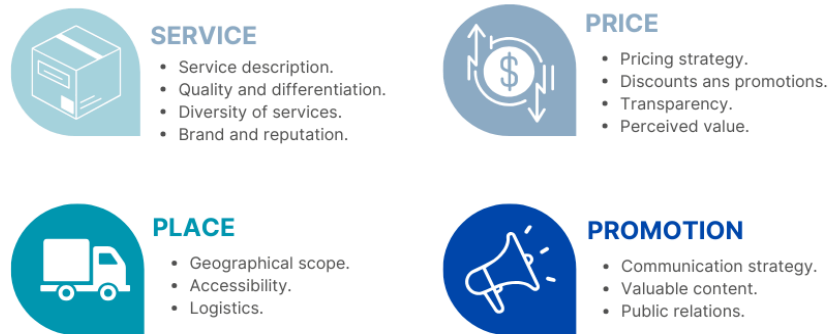 SERVICE
• Service description.
• Quality and differentiation.
• Diversity of services.
• Brand and reputation.
PRICE
• Pricing strategy.
• Discounts ans promotions.
• Transparency.
• Perceived value.
PLACE
• Geographical scope.
• Accessibility.
• Logistics.
PROMOTION
• Communication strategy.
• Valuable content.
• Public relations.